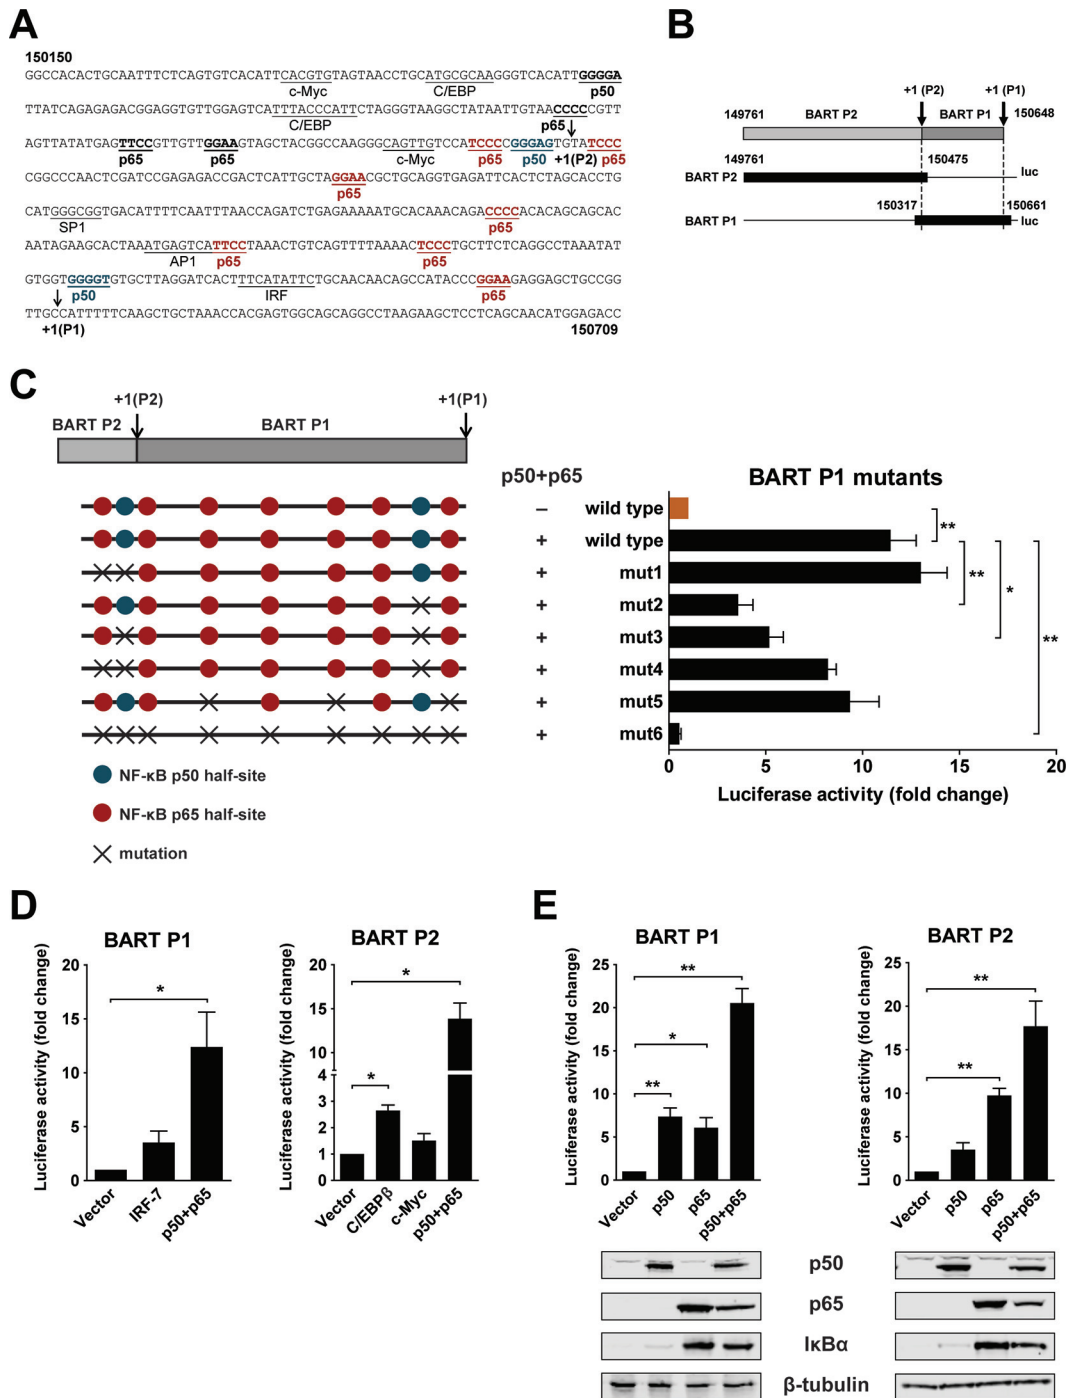 A
150150
GGCCACACTGCAATTTCTCAGTGTCACATTCACGTGTAGTAACCTGCATGCGCAAGGGTCACATTGGGGA
c-Myc C/EBP p50
TTATCAGAGAGACGGAGGTGTTGGAGTCATTTACCCATTCTAGGGTAAGGCTATAATTGTAACCCCCGTT
C/EBP p65
AGTTATATGAGTTCCGTTGGAAGTAGCTACGGCCAAGGGCAGTTGTCCATCCCCGGGAGTGTATCCC
p65 p65 c-Myc p65 p50 +1(P2) p65
CGGCCCAACTCGATCCGAGAGACCGACTCATTGCTAGGAACGCTGCAGGTGAGATTCACTCTAGCACCTG
p65
CATGGGCGGTGACATTTTCAATTTAACCAGATCTGAGAAAAATGCACAAACAGACCCCACACAGCAGCAC
SP1 p65
AATAGAAGCACTAAATGAGTCATTCCTAAACTGTCAGTTTTAAAACTCCCTGCTTCTCAGGCCTAAATAT
AP1 p65 p65
GTGGTGGGGTGTGCTTAGGATCACTTTCATATTCTGCAACAACAGCCATACCCGGAAGAGGAGCTGCCGG
p50 IRF p65
TTGCCATTTTTCAAGCTGCTAAACCACGAGTGGCAGCAGGCCTAAGAAGCTCCTCAGCAACATGGAGACC
+1(P1) 150709
B
+1 (P2) +1 (P1)
149761 BART P2 BART P1 150648
149761 150475
BART P2 luc
150317 150661
BART P1 luc
C
+1(P2) +1(P1)
BART P2 BART P1
p50+p65 BART P1 mutants
– wild type
+ wild type
+ mut1
+ mut2
+ mut3
+ mut4
+ mut5
+ mut6
** ** * **
0 5 10 15 20
Luciferase activity (fold change)
NF-κB p50 half-site
NF-κB p65 half-site
mutation
D
BART P1
Luciferase activity (fold change)
20
15
10
5
0
*
Vector IRF-7 p50+p65
BART P2
Luciferase activity (fold change)
20
15
10
4
3
2
1
0
*
*
Vector C/EBPβ c-Myc p50+p65
E
BART P1
Luciferase activity (fold change)
25
20
15
10
5
0
**
*
**
Vector p50 p65 p50+p65
BART P2
Luciferase activity (fold change)
25
20
15
10
5
0
**
**
Vector p50 p65 p50+p65
p50
p65
IκBα
β-tubulin